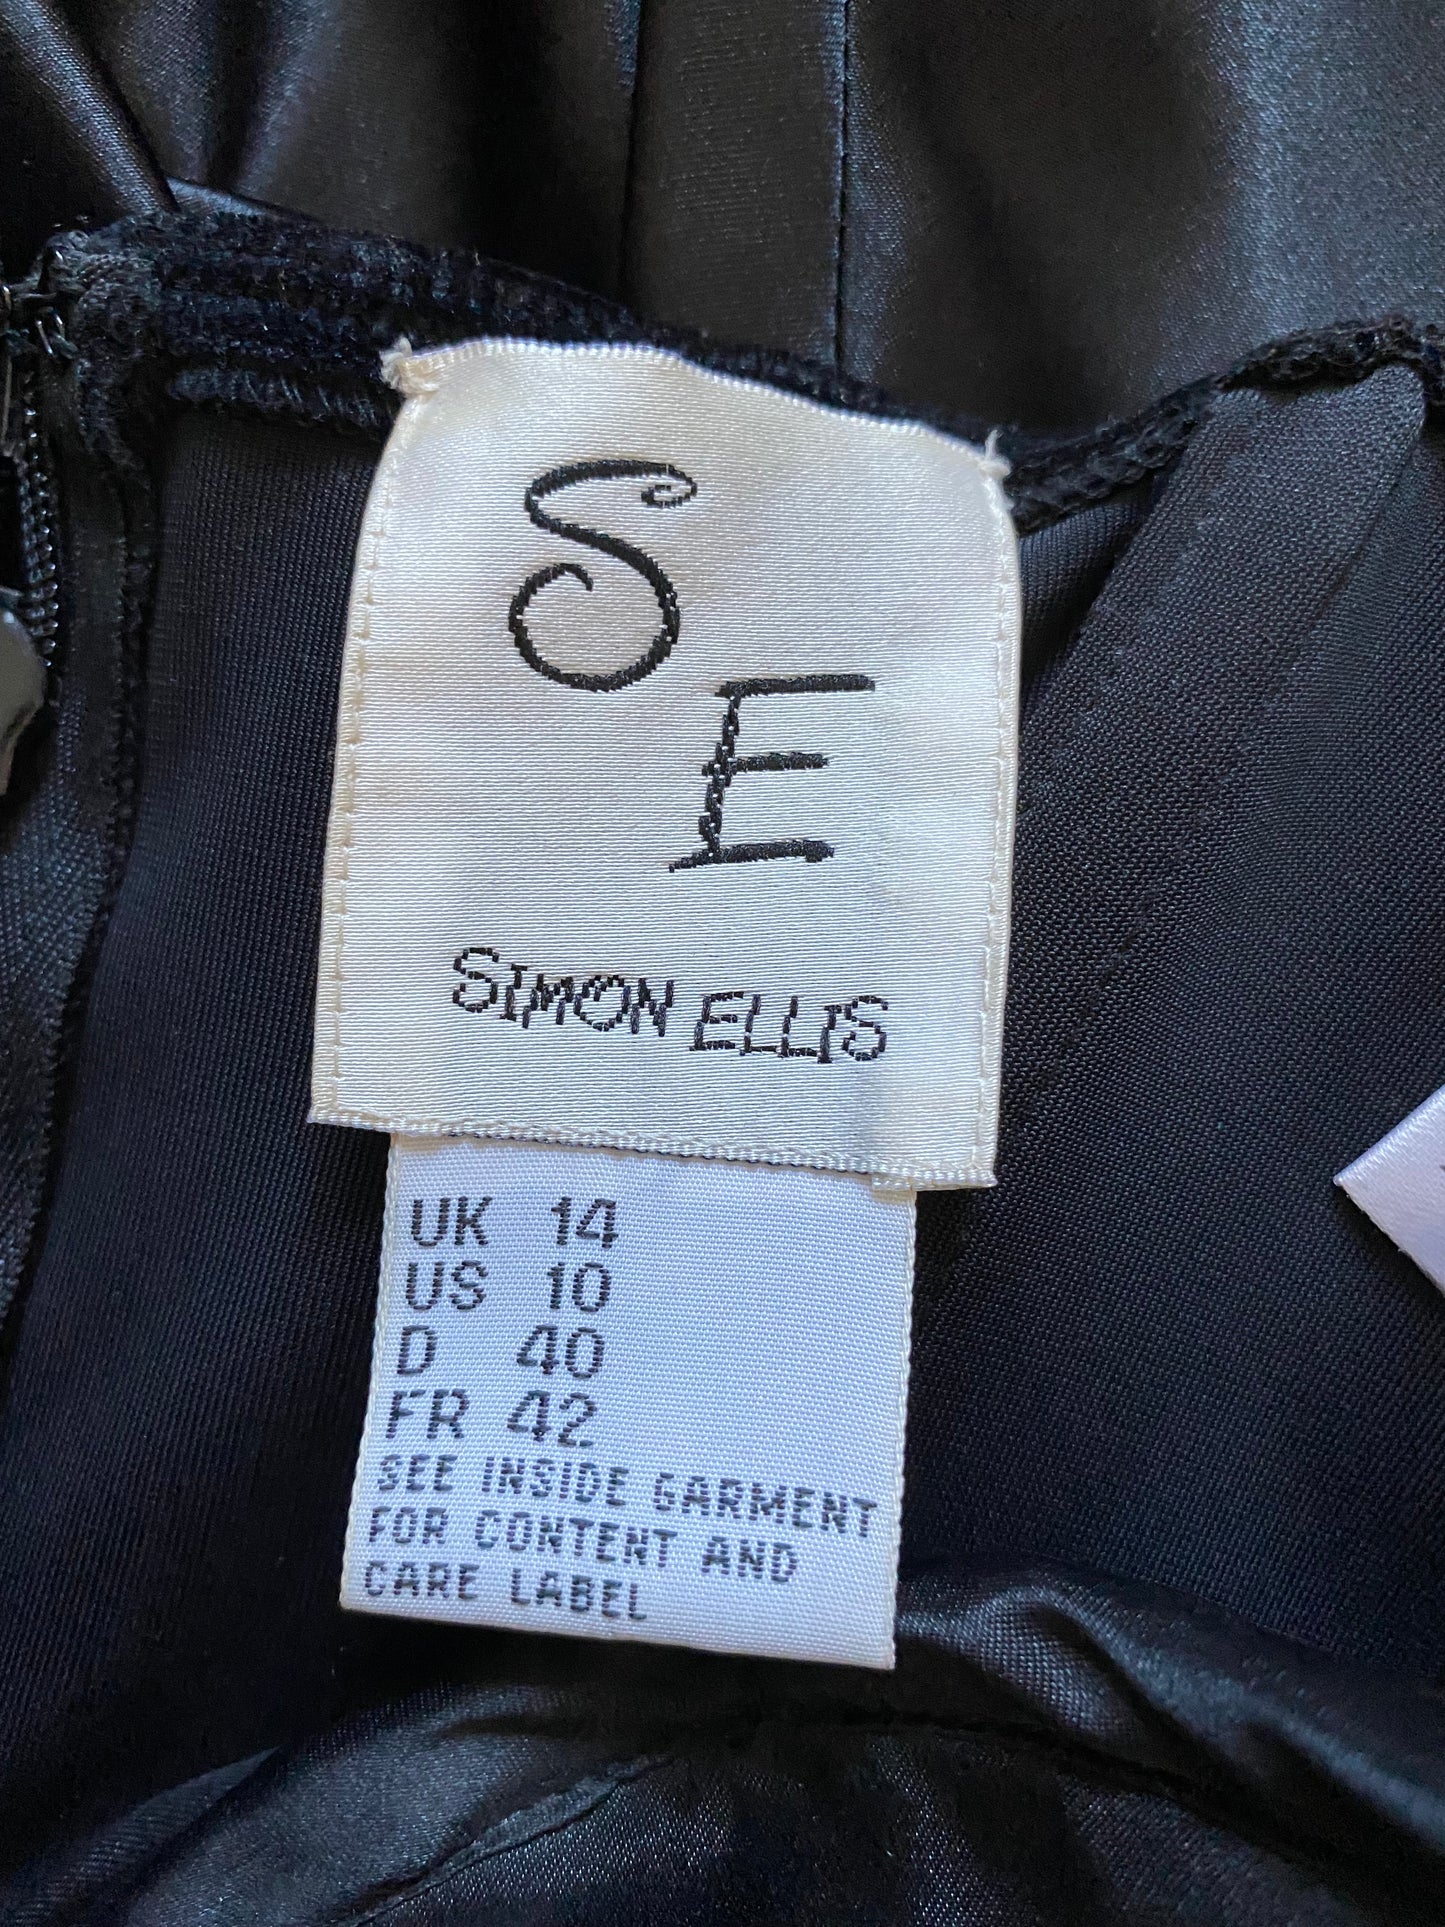 S
E
SIMON ELLIS
UK 14
US 10
D 40
FR 42
SEE INSIDE GARMENT
FOR CONTENT AND
CARE LABEL